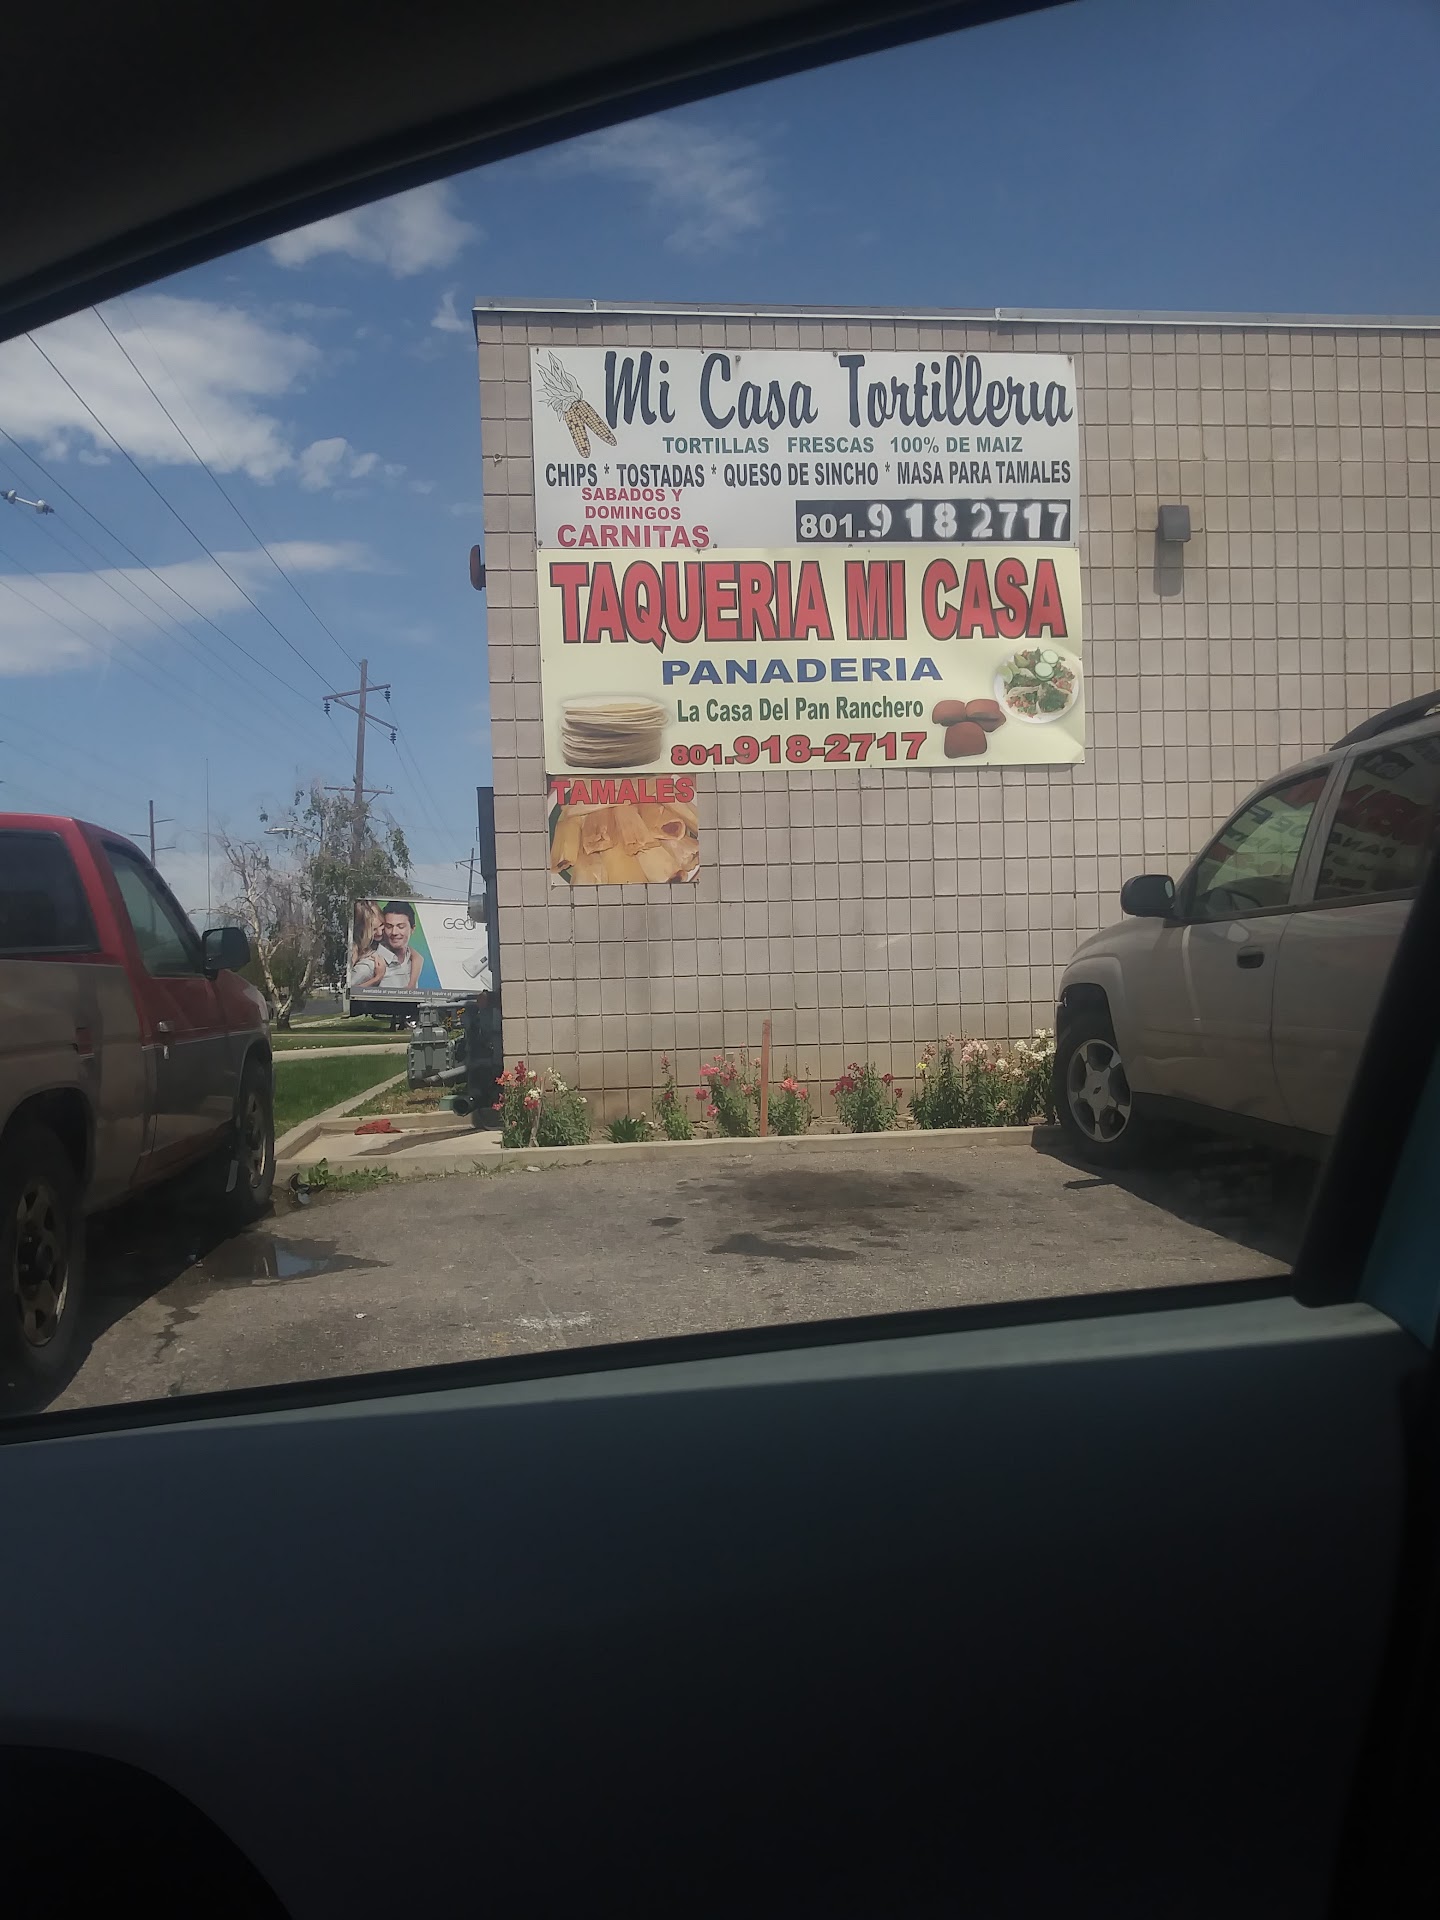 Mi Casa Tortilleria
TORTILLAS FRESCAS 100% DE MAIZ
CHIPS * TOSTADAS * QUESO DE SINCHO * MASA PARA TAMALES
SABADOS Y
DOMINGOS
CARNITAS
801.918 2717
TAQUERIA MI CASA
PANADERIA
La Casa Del Pan Ranchero
801.918-2717
TAMALES